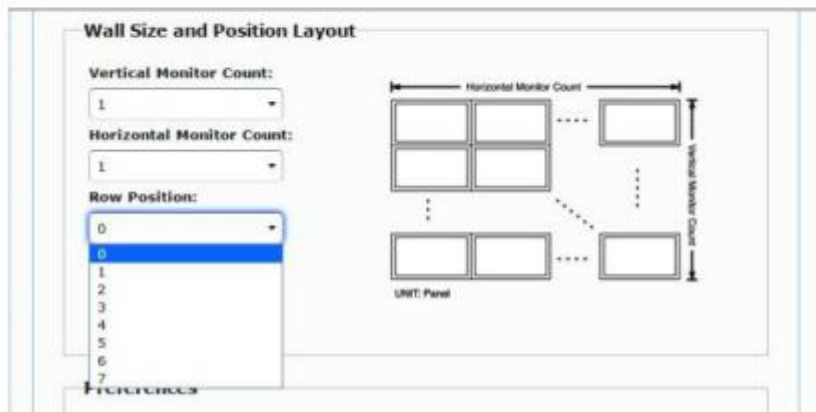 Wall Size and Position Layout
Vertical Monitor Count:
1
Horizontal Monitor Count:
1
Row Position:
0
0
1
2
3
4
5
6
7
Horizontal Monitor Count
Vertical Monitor Count
UNIT: Panel
Preferences